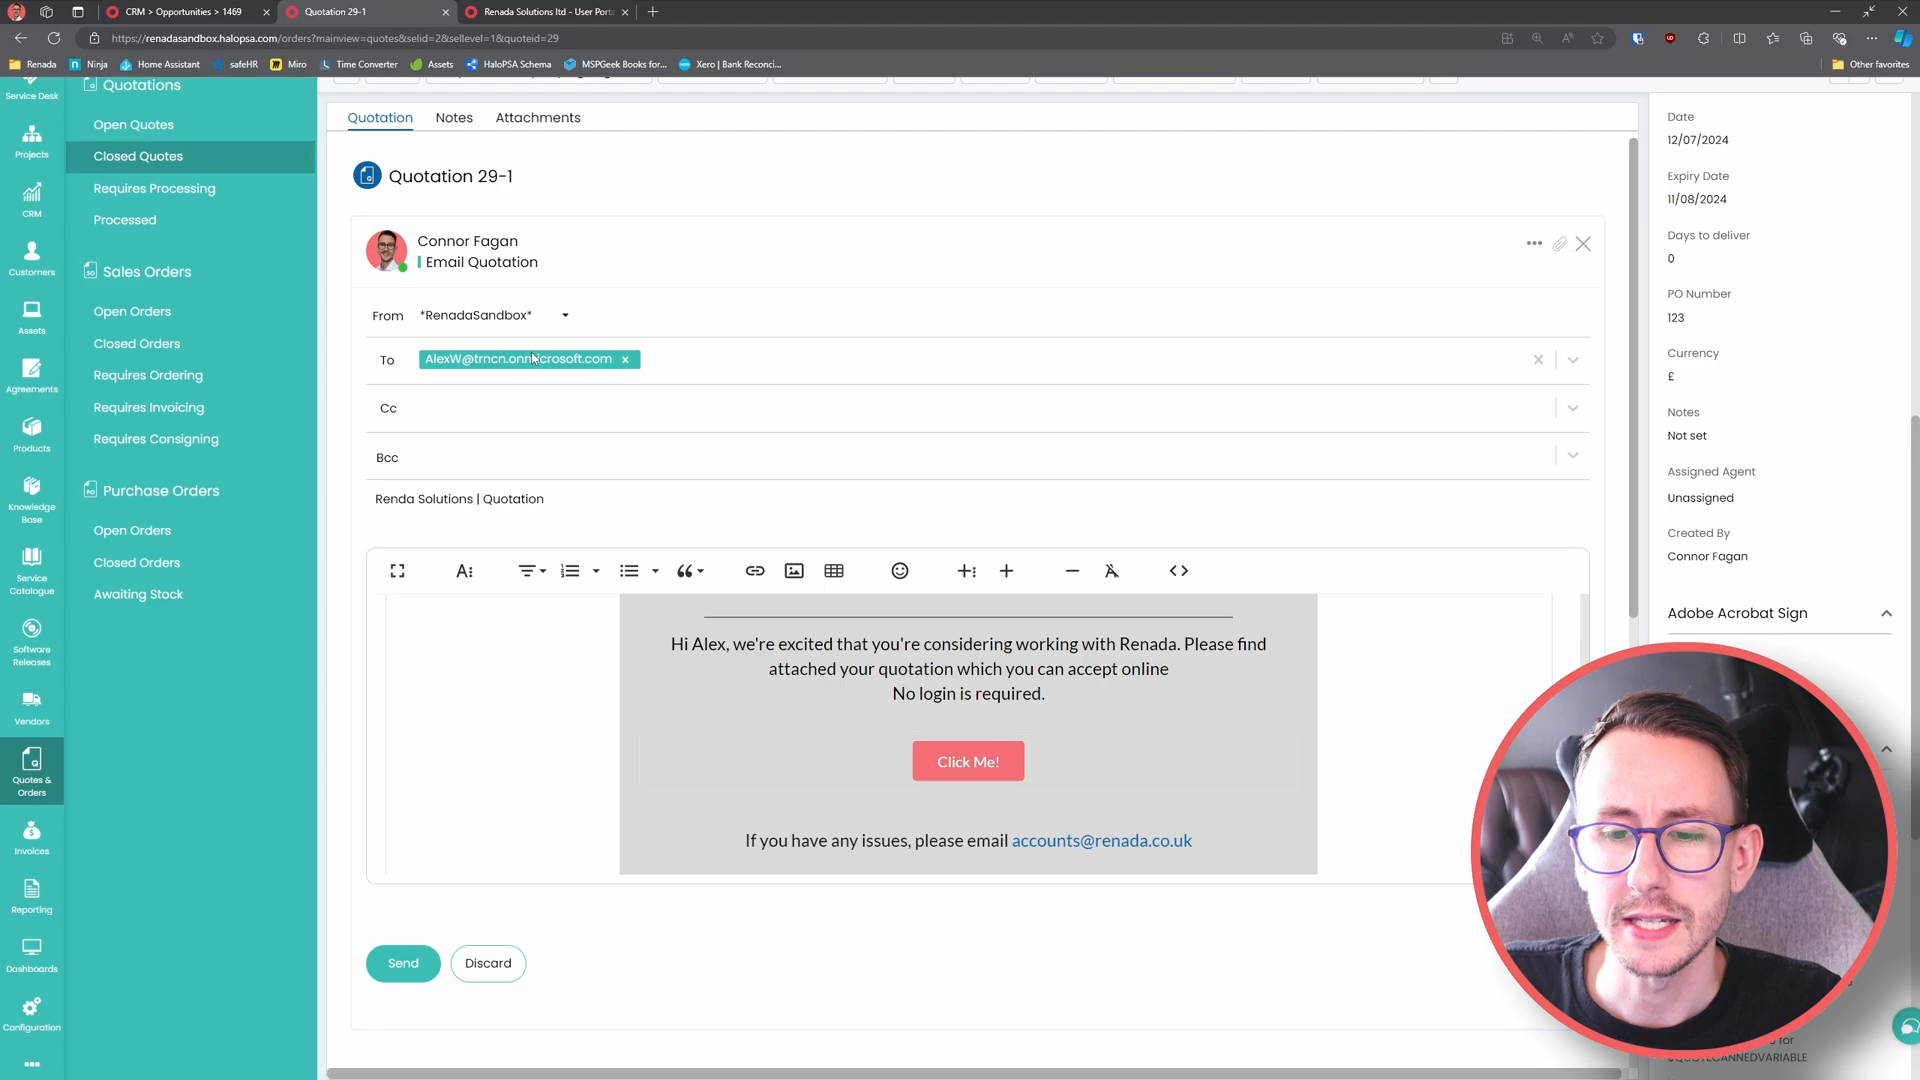 CRM > Opportunities > 1469
Quotation 29-1
Renada Solutions ltd - User Porta
https://renadasandbox.halopsa.com/orders?mainview=quotes&selid=2&sellevel=1&quoteid=29
Renada
Ninja
Home Assistant
safeHR
Miro
Time Converter
Assets
HaloPSA Schema
MSPGeek Books for...
Xero | Bank Reconci...
Other favorites
Service Desk
Projects
CRM
Customers
Assets
Agreements
Products
Knowledge
Base
Service
Catalogue
Software
Releases
Vendors
Quotes &
Orders
Invoices
Reporting
Dashboards
Configuration
Quotations
Open Quotes
Closed Quotes
Requires Processing
Processed
Sales Orders
Open Orders
Closed Orders
Requires Ordering
Requires Invoicing
Requires Consigning
Purchase Orders
Open Orders
Closed Orders
Awaiting Stock
Quotation Notes Attachments
Quotation 29-1
Connor Fagan
Email Quotation
From *RenadaSandbox*
To AlexW@trncn.onmicrosoft.com
Cc
Bcc
Renda Solutions | Quotation
Hi Alex, we're excited that you're considering working with Renada. Please find
attached your quotation which you can accept online
No login is required.
Click Me!
If you have any issues, please email accounts@renada.co.uk
Send Discard
Date
12/07/2024
Expiry Date
11/08/2024
Days to deliver
0
PO Number
123
Currency
£
Notes
Not set
Assigned Agent
Unassigned
Created By
Connor Fagan
Adobe Acrobat Sign
for
$QUOTECANNEDVARIABLE